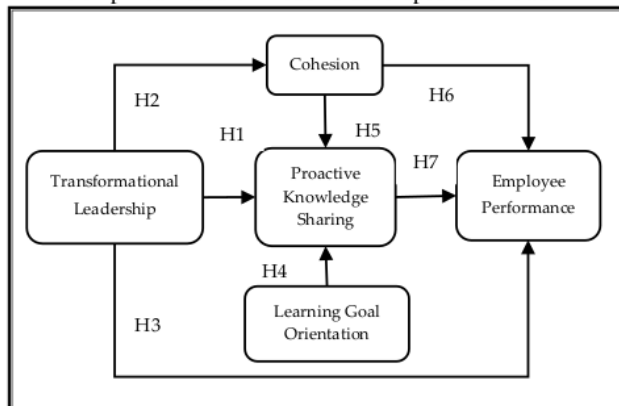 Cohesion
H2
H6
H1
H5
H7
Transformational
Leadership
Proactive
Knowledge
Sharing
Employee
Performance
H4
Learning Goal
Orientation
H3